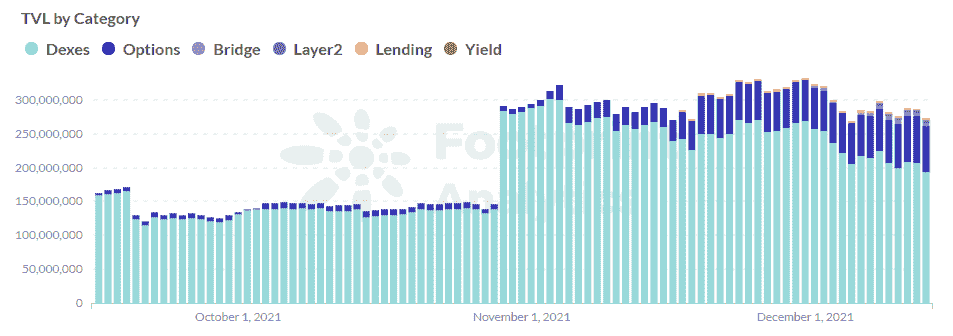 TVL by Category
Dexes Options Bridge Layer2 Lending Yield
300,000,000
250,000,000
200,000,000
150,000,000
100,000,000
50,000,000
0
October 1, 2021 November 1, 2021 December 1, 2021